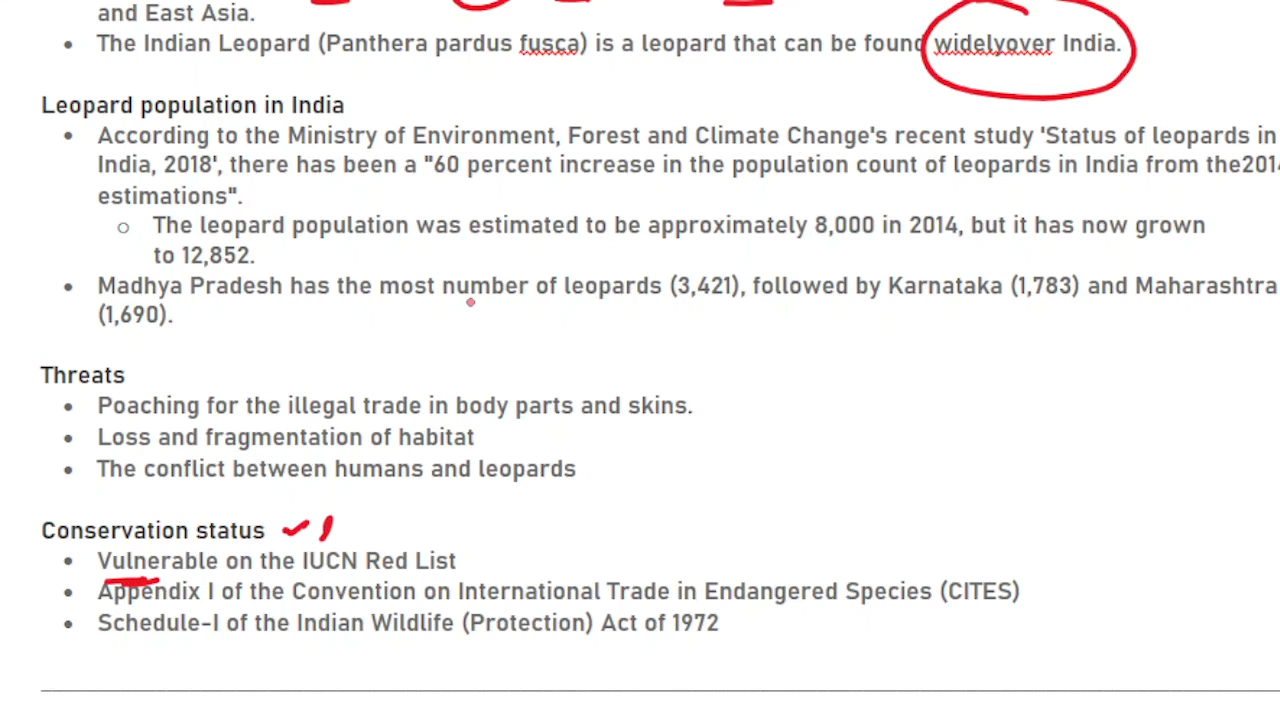 and East Asia.
• The Indian Leopard (Panthera pardus fusca) is a leopard that can be found widelyover India.
Leopard population in India
• According to the Ministry of Environment, Forest and Climate Change's recent study 'Status of leopards in
India, 2018', there has been a "60 percent increase in the population count of leopards in India from the2014
estimations".
o The leopard population was estimated to be approximately 8,000 in 2014, but it has now grown
to 12,852.
• Madhya Pradesh has the most number of leopards (3,421), followed by Karnataka (1,783) and Maharashtra
(1,690).
Threats
• Poaching for the illegal trade in body parts and skins.
• Loss and fragmentation of habitat
• The conflict between humans and leopards
Conservation status
• Vulnerable on the IUCN Red List
• Appendix I of the Convention on International Trade in Endangered Species (CITES)
• Schedule-I of the Indian Wildlife (Protection) Act of 1972